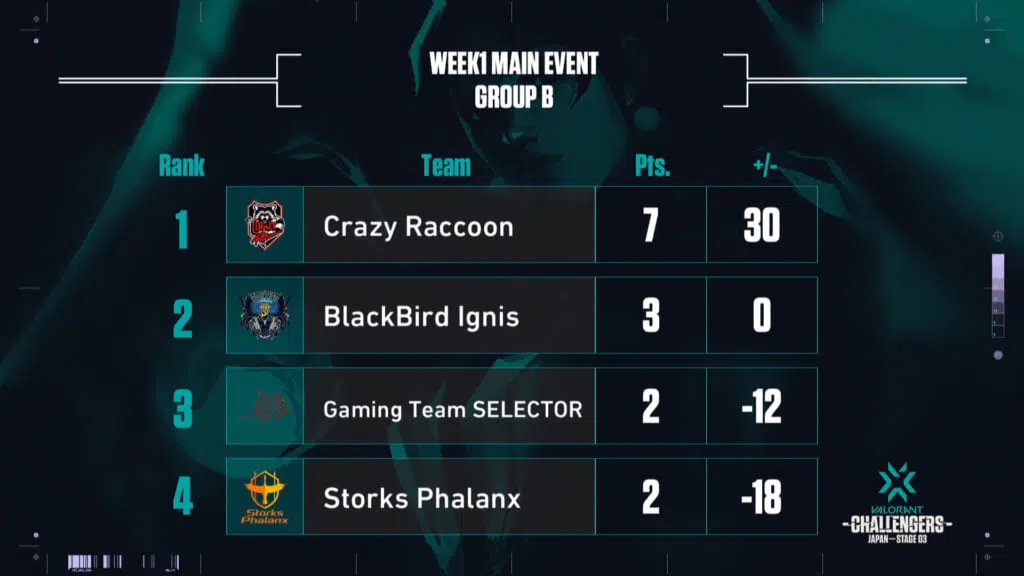 WEEK1 MAIN EVENT
GROUP B
Rank Team Pts. +/-
1 Crazy Raccoon 7 30
2 BlackBird Ignis 3 0
3 Gaming Team SELECTOR 2 -12
4 Storks Phalanx 2 -18
Storks
Phalanx
VALORANT
CHALLENGERS
JAPAN—STAGE 03